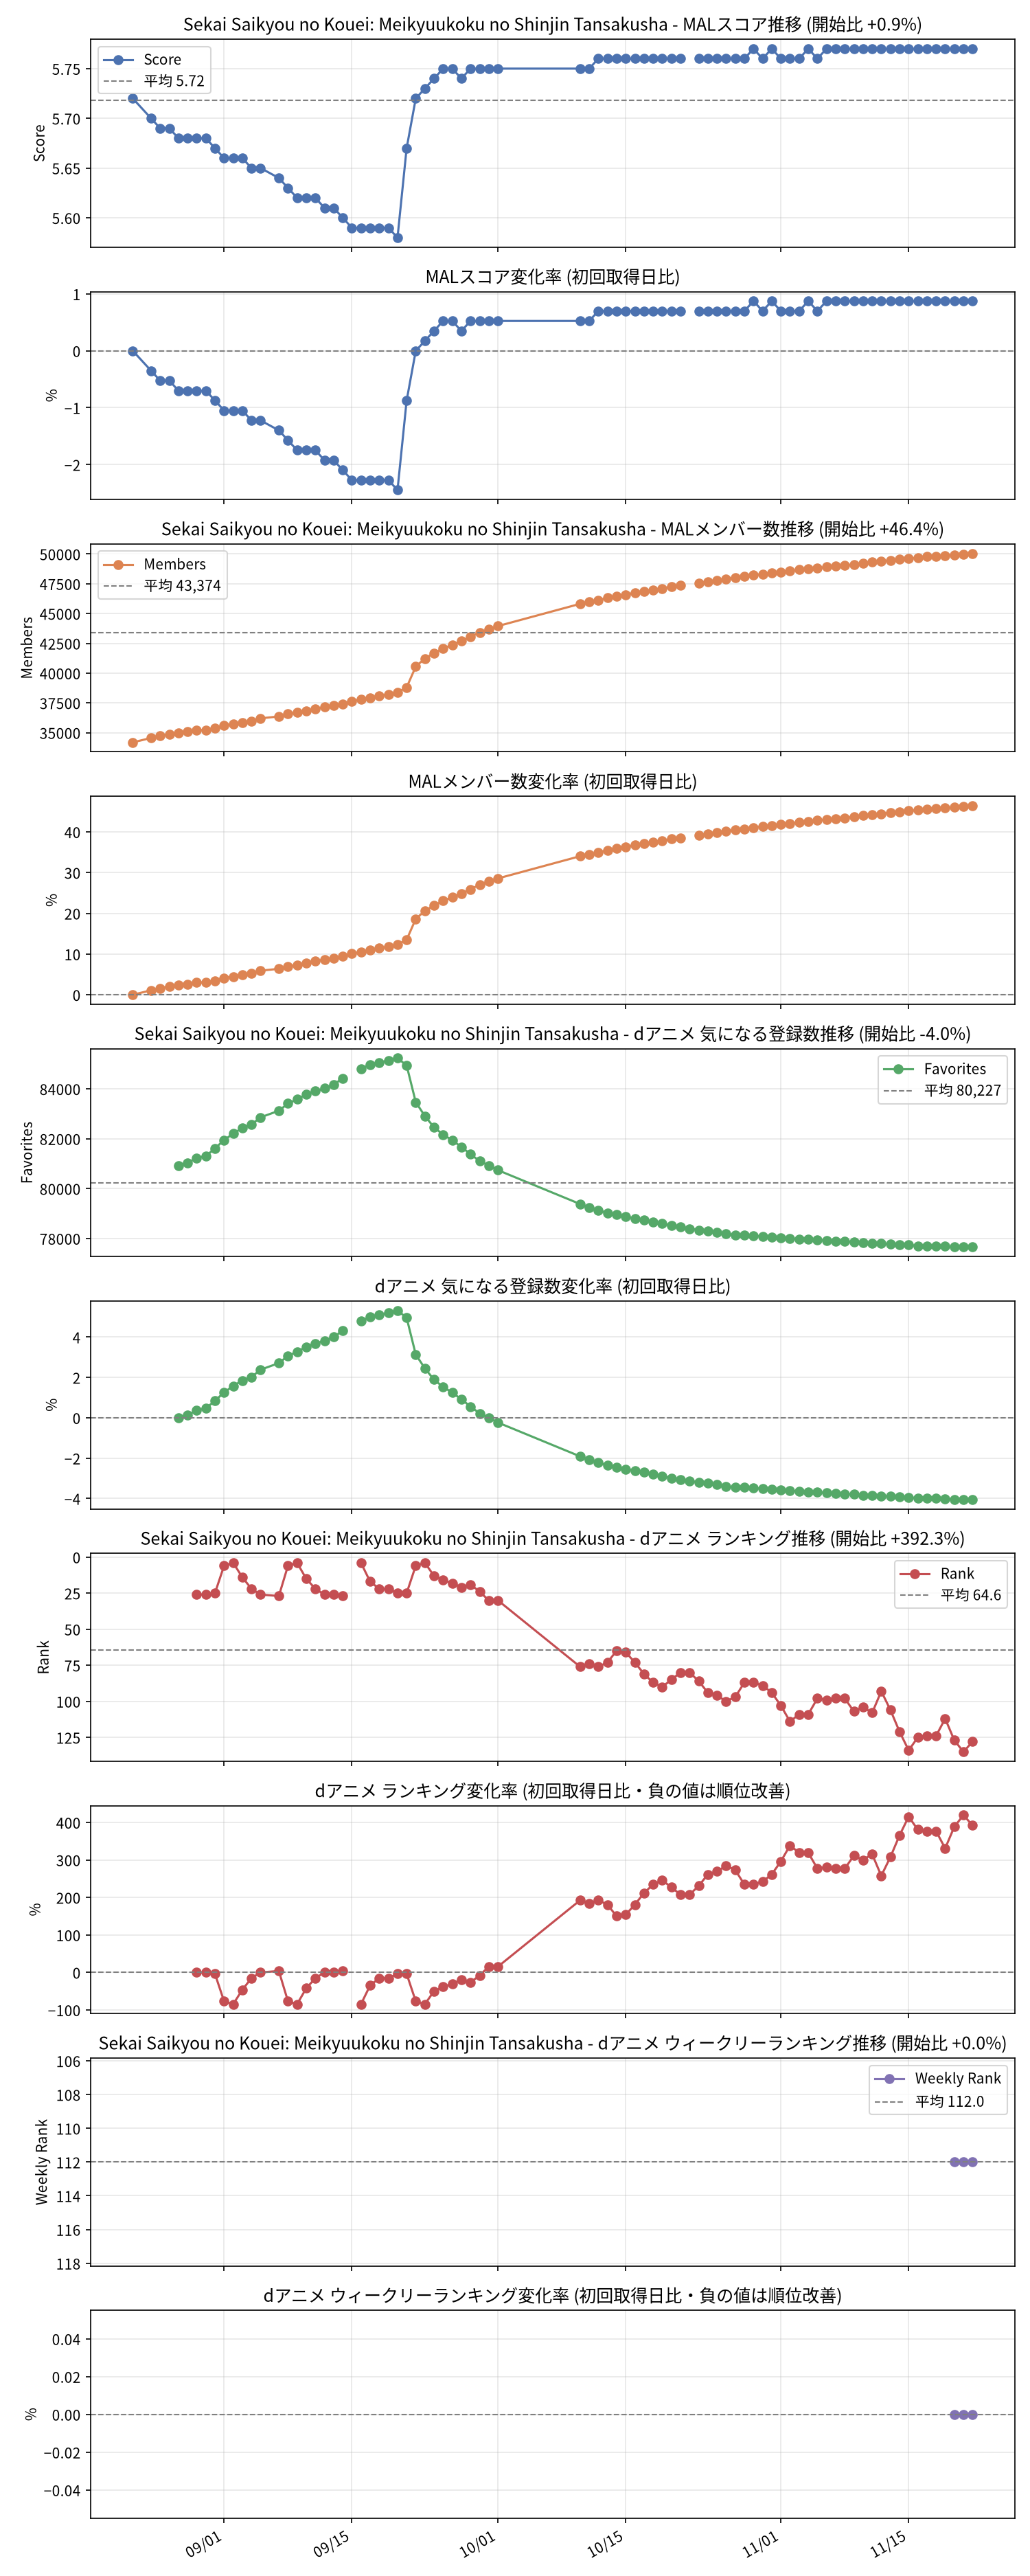 Sekai Saikyou no Kouei: Meikyuukoku no Shinjin Tansakusha - MALスコア推移 (開始比 +0.9%)
Score
平均 5.72
Score
5.75
5.70
5.65
5.60
MALスコア変化率 (初回取得日比)
%
1
0
−1
−2
Sekai Saikyou no Kouei: Meikyuukoku no Shinjin Tansakusha - MALメンバー数推移 (開始比 +46.4%)
Members
平均 43,374
Members
50000
47500
45000
42500
40000
37500
35000
MALメンバー数変化率 (初回取得日比)
%
40
30
20
10
0
Sekai Saikyou no Kouei: Meikyuukoku no Shinjin Tansakusha - dアニメ 気になる登録数推移 (開始比 -4.0%)
Favorites
平均 80,227
Favorites
84000
82000
80000
78000
dアニメ 気になる登録数変化率 (初回取得日比)
%
4
2
0
−2
−4
Sekai Saikyou no Kouei: Meikyuukoku no Shinjin Tansakusha - dアニメ ランキング推移 (開始比 +392.3%)
Rank
平均 64.6
Rank
0
25
50
75
100
125
dアニメ ランキング変化率 (初回取得日比・負の値は順位改善)
%
400
300
200
100
0
−100
Sekai Saikyou no Kouei: Meikyuukoku no Shinjin Tansakusha - dアニメ ウィークリーランキング推移 (開始比 +0.0%)
Weekly Rank
平均 112.0
Weekly Rank
106
108
110
112
114
116
118
dアニメ ウィークリーランキング変化率 (初回取得日比・負の値は順位改善)
%
0.04
0.02
0.00
−0.02
−0.04
09/01
09/15
10/01
10/15
11/01
11/15